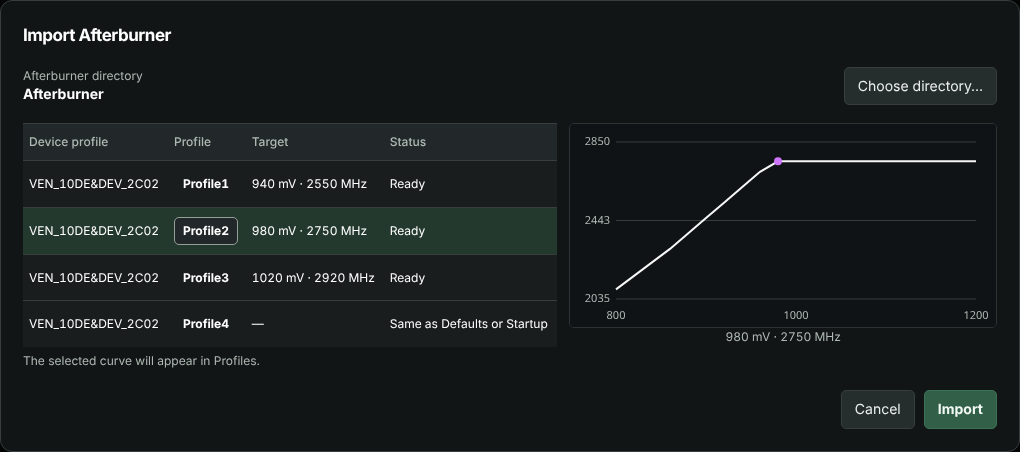 Import Afterburner
Afterburner directory
Afterburner
Choose directory...
Device profile Profile Target Status
VEN_10DE&DEV_2C02 Profile1 940 mV · 2550 MHz Ready
VEN_10DE&DEV_2C02 Profile2 980 mV · 2750 MHz Ready
VEN_10DE&DEV_2C02 Profile3 1020 mV · 2920 MHz Ready
VEN_10DE&DEV_2C02 Profile4 — Same as Defaults or Startup
The selected curve will appear in Profiles.
2850
2443
2035
800 1000 1200
980 mV · 2750 MHz
Cancel Import